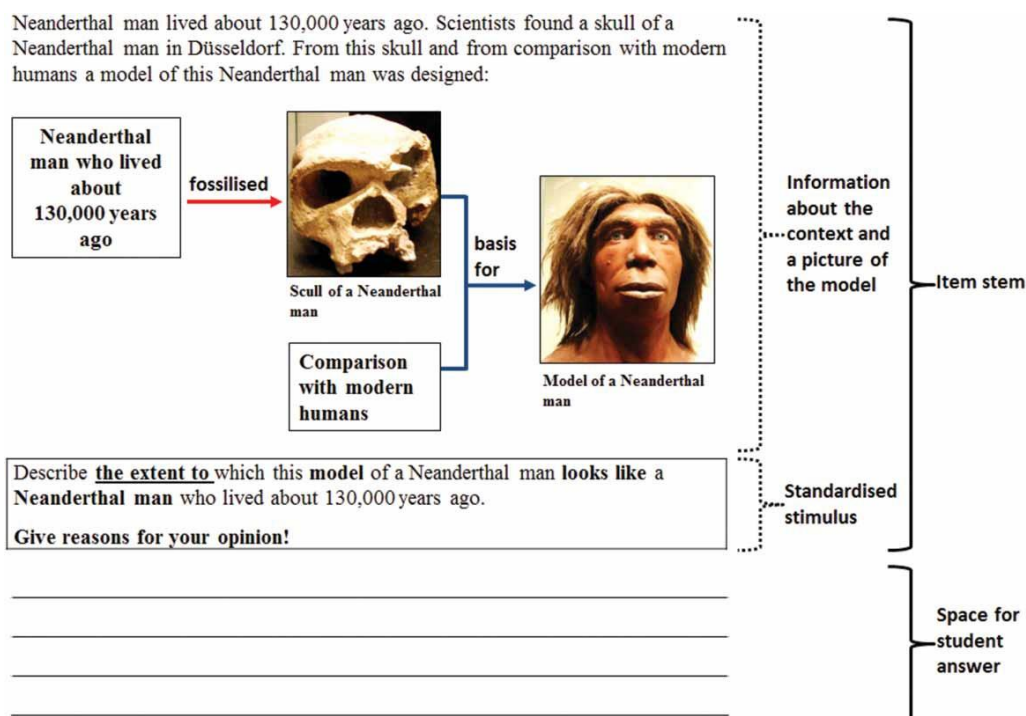 Neanderthal man lived about 130,000 years ago. Scientists found a skull of a
Neanderthal man in Düsseldorf. From this skull and from comparison with modern
humans a model of this Neanderthal man was designed:
Neanderthal
man who lived
about
130,000 years
ago
fossilised
Scull of a Neanderthal
man
basis
for
Comparison
with modern
humans
Model of a Neanderthal
man
Information
about the
context and
a picture of
the model
Item stem
Describe the extent to which this model of a Neanderthal man looks like a
Neanderthal man who lived about 130,000 years ago.
Give reasons for your opinion!
Standardised
stimulus
Space for
student
answer